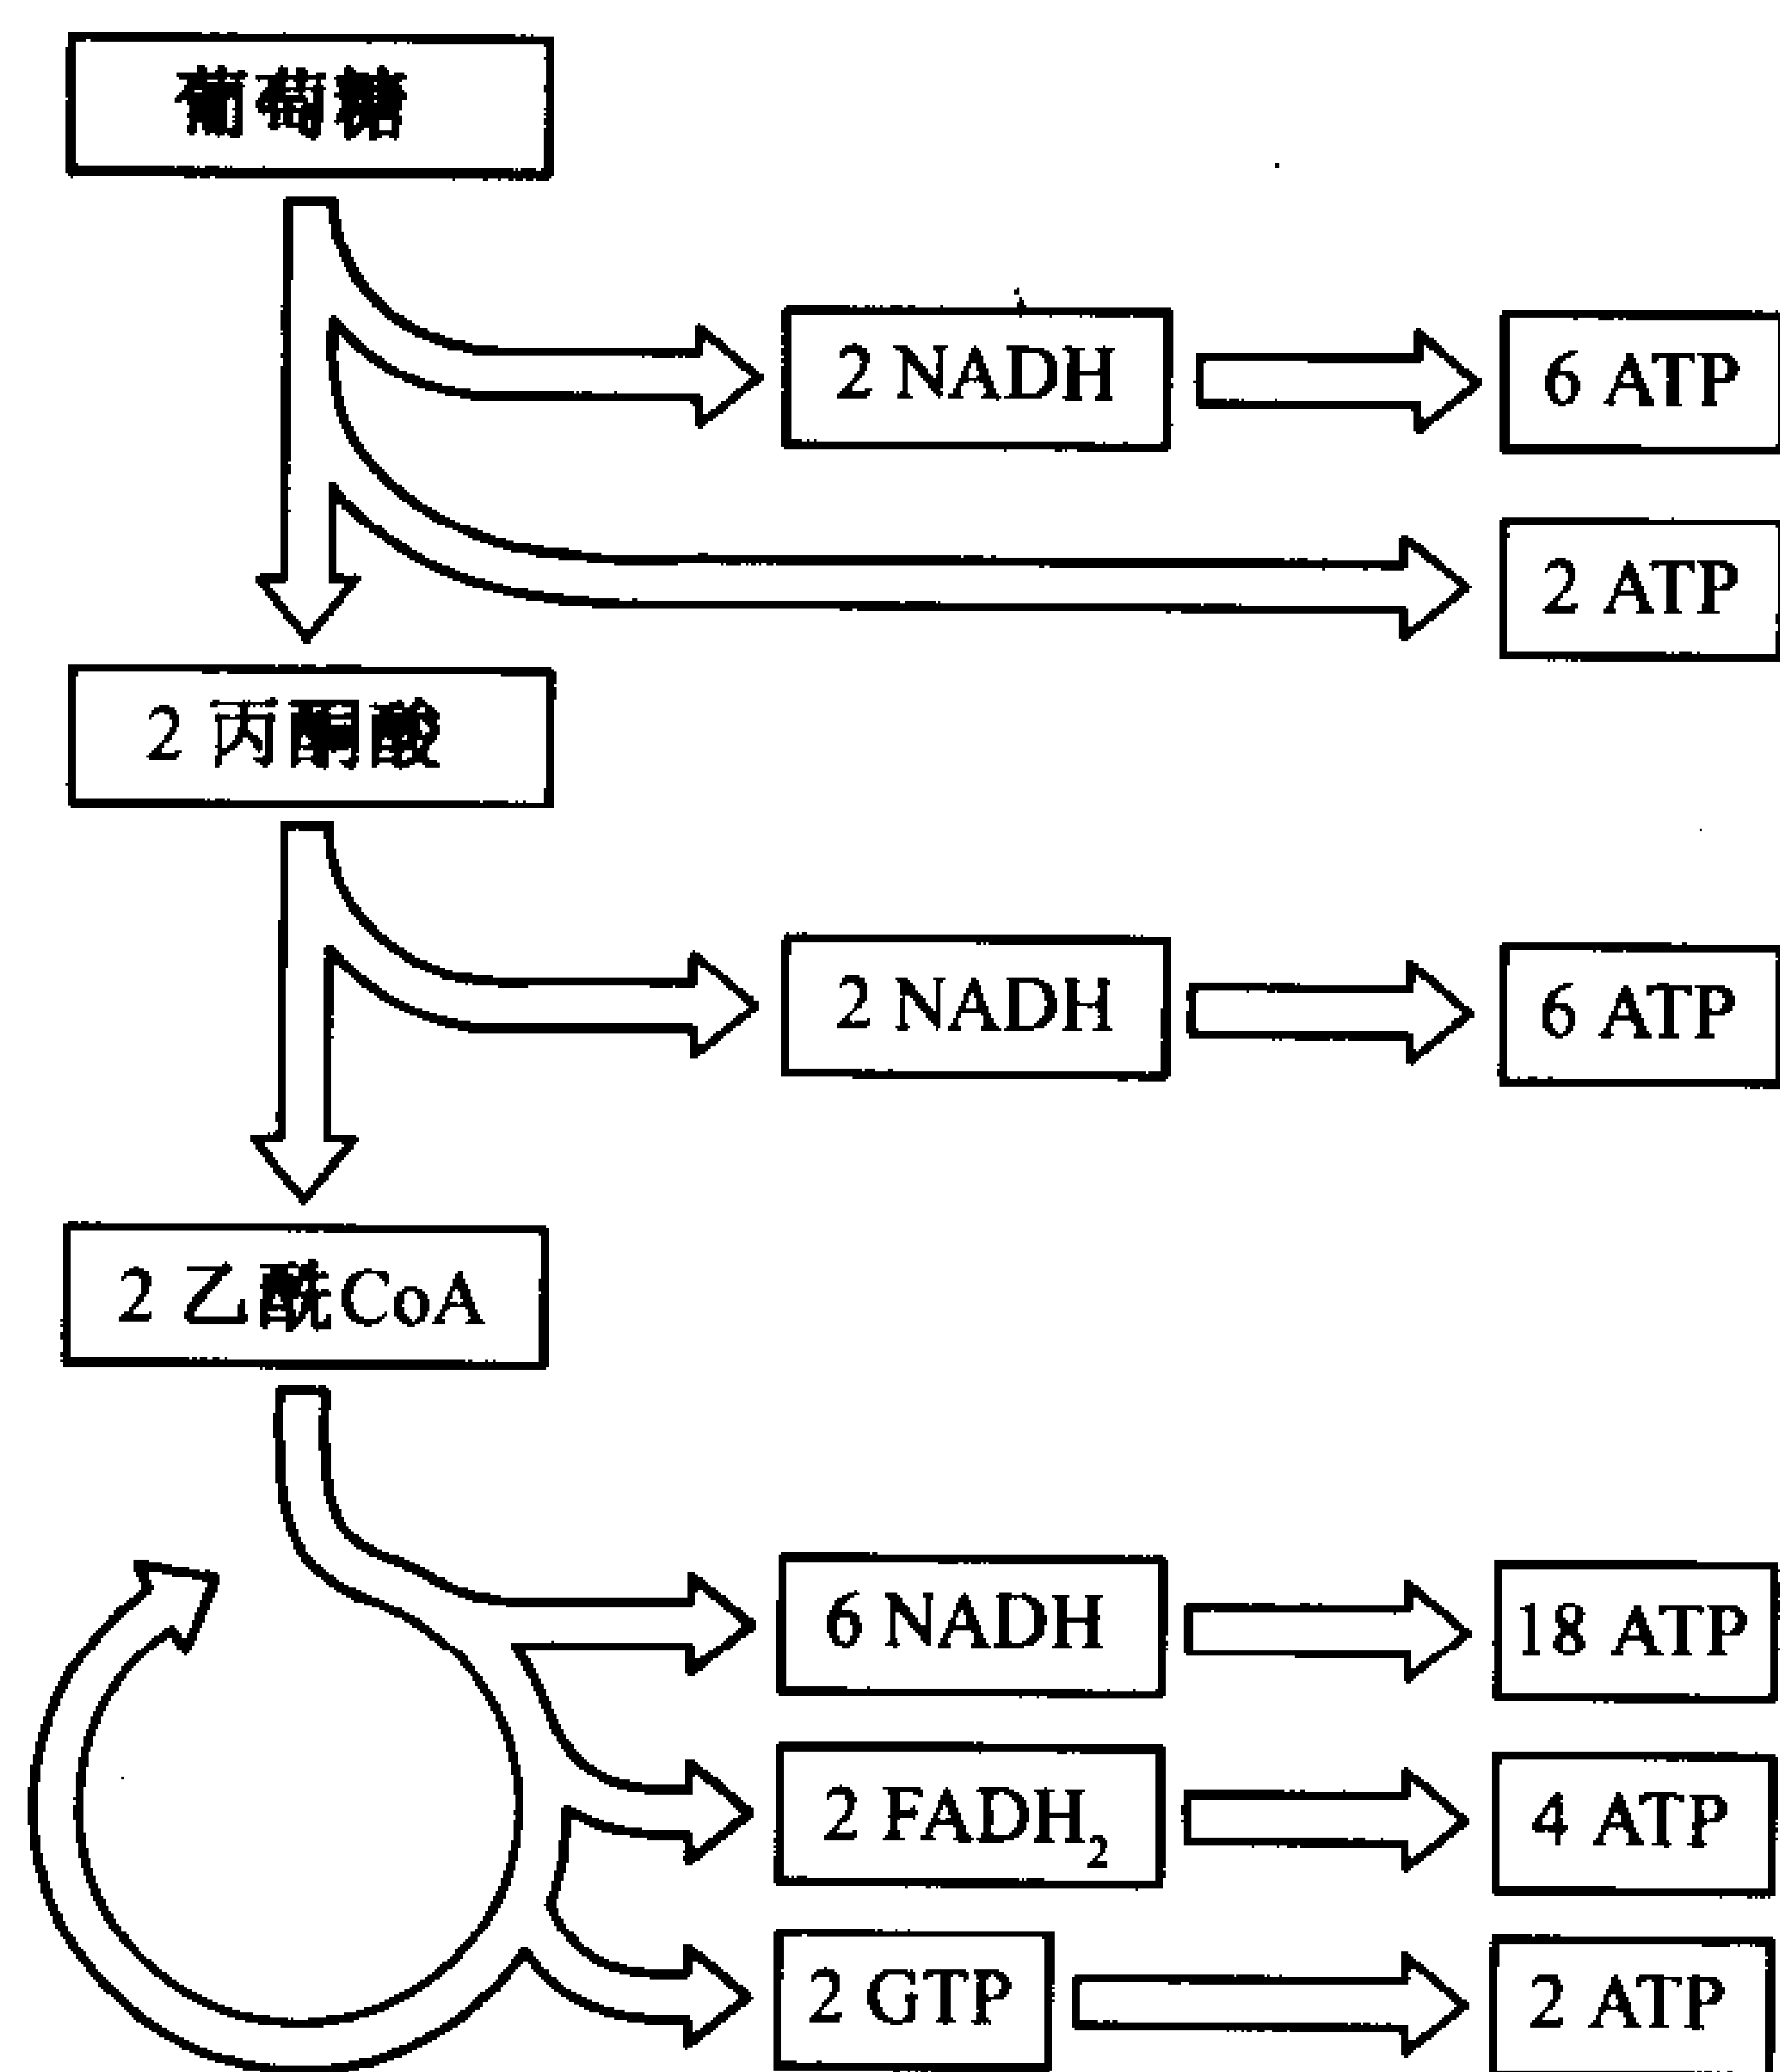 葡萄糖
2 NADH
6 ATP
2 ATP
2 丙酮酸
2 NADH
6 ATP
2 乙酰CoA
6 NADH
18 ATP
2 FADH₂
4 ATP
2 GTP
2 ATP